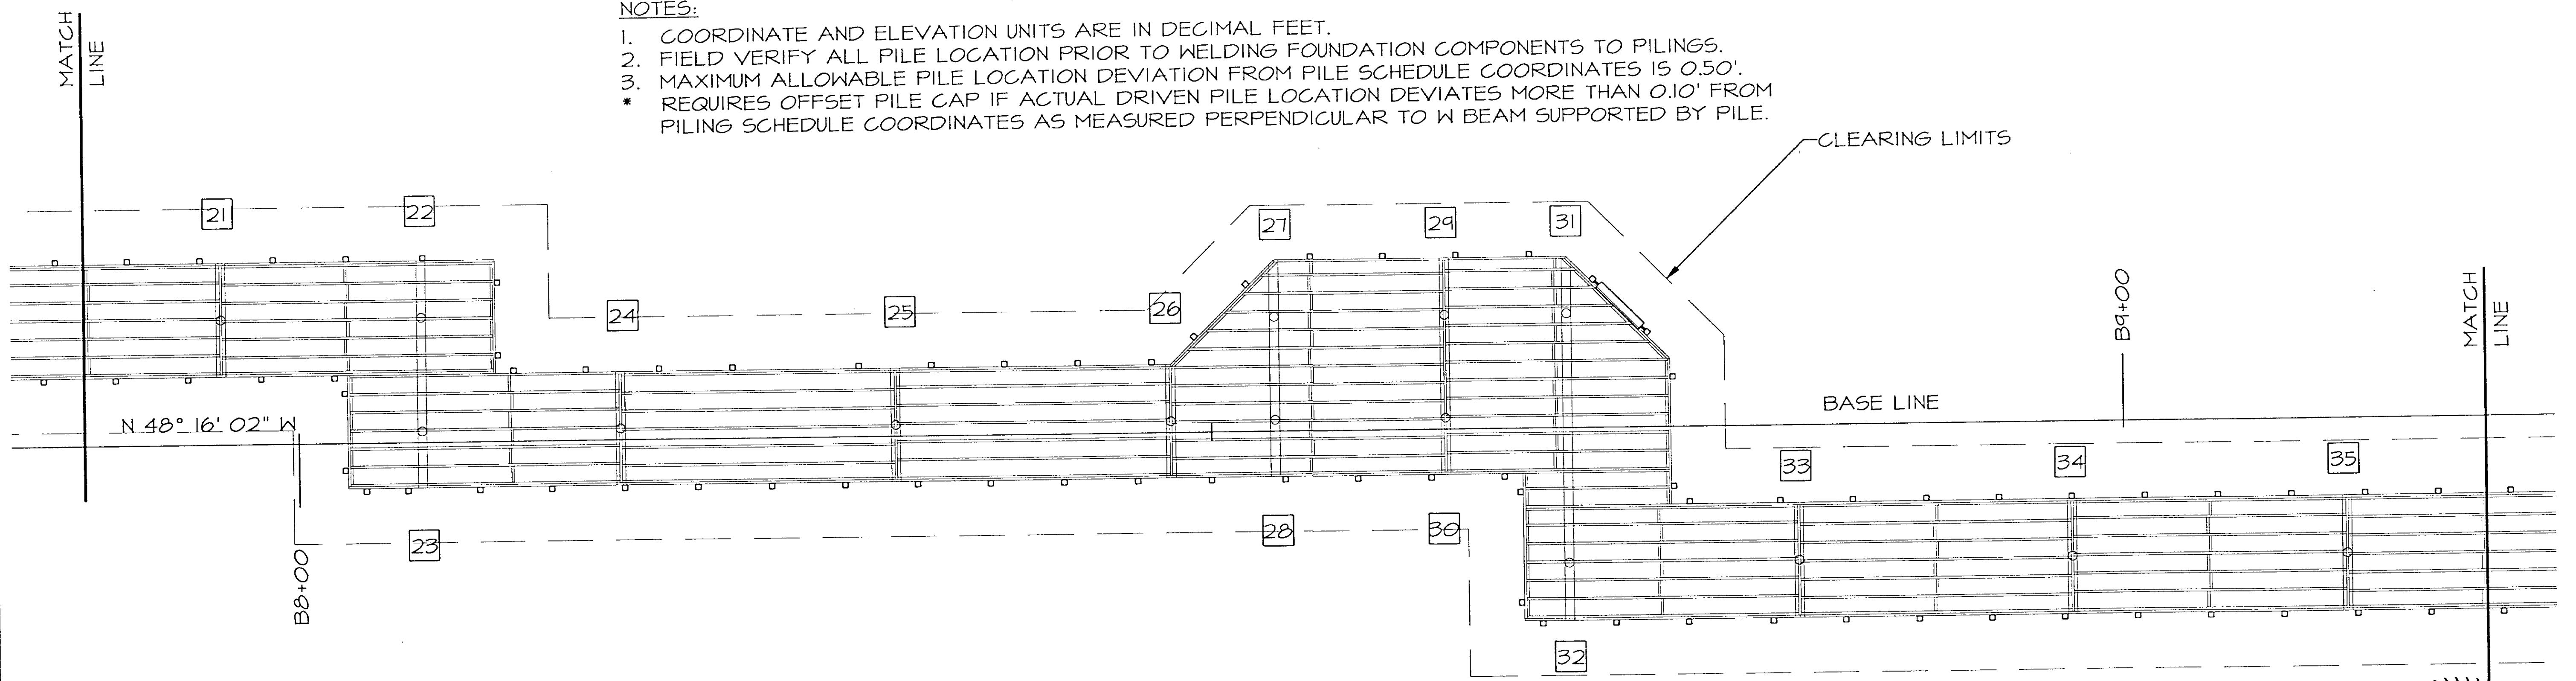 NOTES:
1. COORDINATE AND ELEVATION UNITS ARE IN DECIMAL FEET.
2. FIELD VERIFY ALL PILE LOCATION PRIOR TO WELDING FOUNDATION COMPONENTS TO PILINGS.
3. MAXIMUM ALLOWABLE PILE LOCATION DEVIATION FROM PILE SCHEDULE COORDINATES IS 0.50'.
* REQUIRES OFFSET PILE CAP IF ACTUAL DRIVEN PILE LOCATION DEVIATES MORE THAN 0.10' FROM
PILING SCHEDULE COORDINATES AS MEASURED PERPENDICULAR TO W BEAM SUPPORTED BY PILE.
MATCH
LINE
CLEARING LIMITS
21
22
27
29
31
24
25
26
B9+00
MATCH
LINE
BASE LINE
N 48° 16' 02" W
33
34
35
23
28
30
B8+00
32